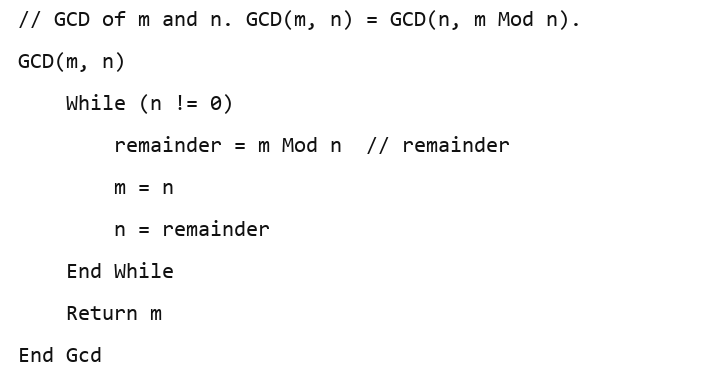 // GCD of m and n. GCD(m, n) = GCD(n, m Mod n).
GCD(m, n)
    While (n != 0)
        remainder = m Mod n  // remainder
        m = n
        n = remainder
    End While
    Return m
End Gcd